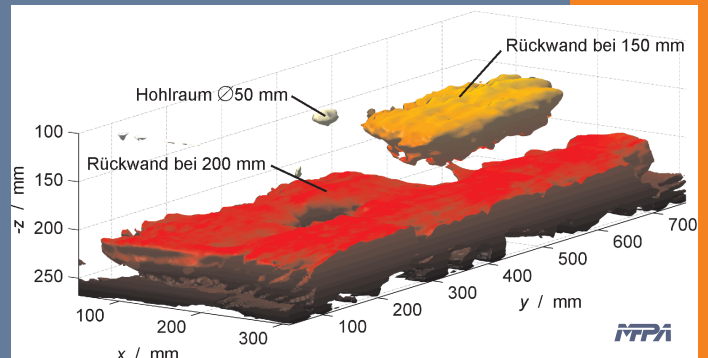 Rückwand bei 150 mm
Hohlraum ∅50 mm
Rückwand bei 200 mm
100
150
200
250
-z / mm
100
200
300
x / mm
100
200
300
400
500
600
700
y / mm
MFPA